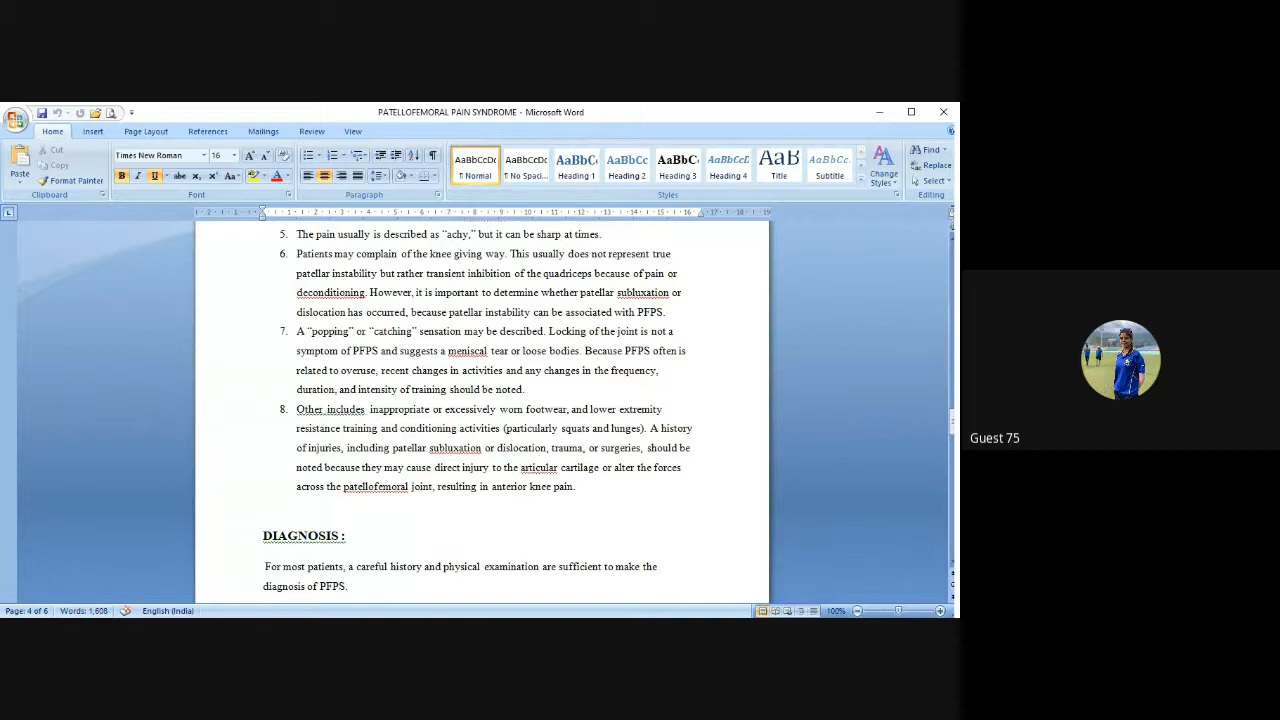 PATELLOFEMORAL PAIN SYNDROME - Microsoft Word
Home Insert Page Layout References Mailings Review View
Paste
Cut
Copy
Format Painter
Clipboard
Times New Roman 16
Font
Paragraph
AaBbCcDc AaBbCcDc AaBbC AaBbCc AaBbC AaBbCcD AaB AaBbCc.
¶ Normal ¶ No Spaci... Heading 1 Heading 2 Heading 3 Heading 4 Title Subtitle
Change Styles
Styles
Find
Replace
Select
Editing
5. The pain usually is described as “achy,” but it can be sharp at times.
6. Patients may complain of the knee giving way. This usually does not represent true
patellar instability but rather transient inhibition of the quadriceps because of pain or
deconditioning. However, it is important to determine whether patellar subluxation or
dislocation has occurred, because patellar instability can be associated with PFPS.
7. A “popping” or “catching” sensation may be described. Locking of the joint is not a
symptom of PFPS and suggests a meniscal tear or loose bodies. Because PFPS often is
related to overuse, recent changes in activities and any changes in the frequency,
duration, and intensity of training should be noted.
8. Other includes inappropriate or excessively worn footwear, and lower extremity
resistance training and conditioning activities (particularly squats and lunges). A history
of injuries, including patellar subluxation or dislocation, trauma, or surgeries, should be
noted because they may cause direct injury to the articular cartilage or alter the forces
across the patellofemoral joint, resulting in anterior knee pain.
DIAGNOSIS :
For most patients, a careful history and physical examination are sufficient to make the
diagnosis of PFPS.
Page: 4 of 6 Words: 1,608 English (India) 100%
Guest 75